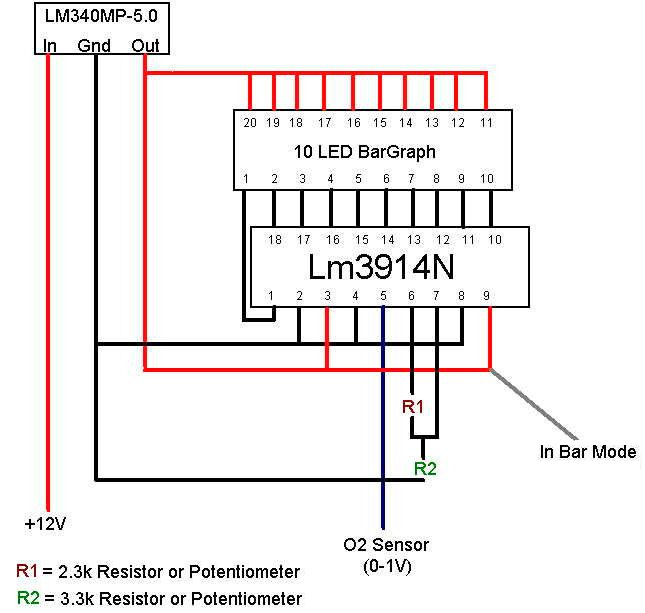 LM340MP-5.0
In Gnd Out
20 19 18 17 16 15 14 13 12 11
10 LED BarGraph
1 2 3 4 5 6 7 8 9 10
18 17 16 15 14 13 12 11 10
Lm3914N
1 2 3 4 5 6 7 8 9
R1
In Bar Mode
R2
+12V
O2 Sensor
(0-1V)
R1 = 2.3k Resistor or Potentiometer
R2 = 3.3k Resistor or Potentiometer